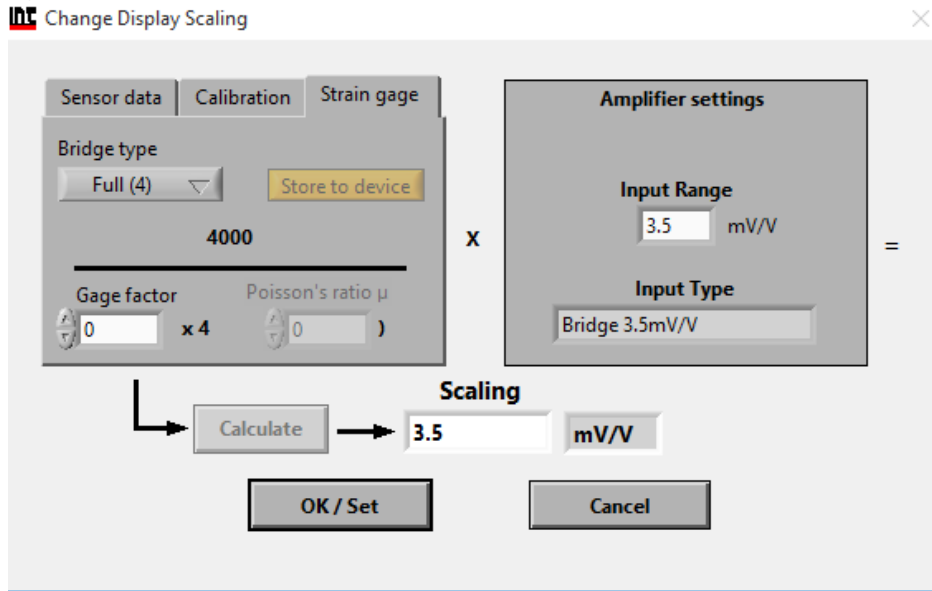 InT Change Display Scaling
Sensor data Calibration Strain gage
Bridge type
Full (4) Store to device
4000
Gage factor Poisson's ratio µ
0 x 4 0 )
x
Amplifier settings
Input Range
3.5 mV/V
Input Type
Bridge 3.5mV/V
=
Scaling
Calculate 3.5 mV/V
OK / Set Cancel